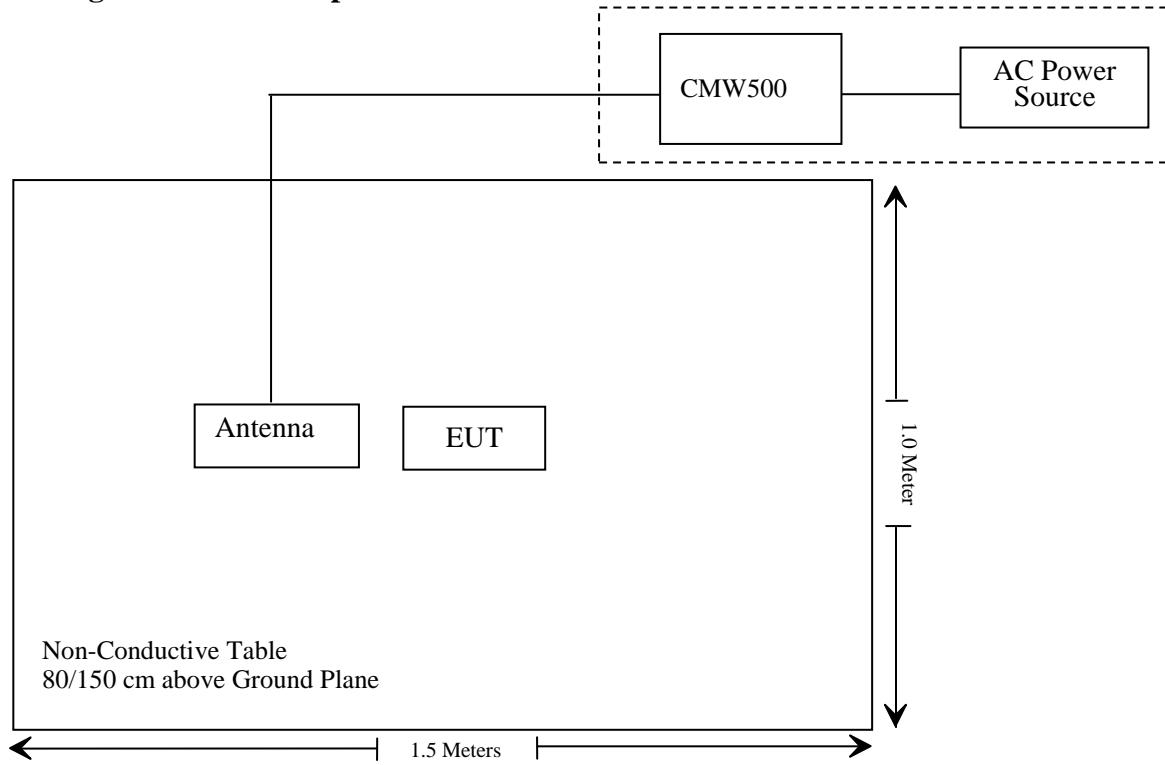 CMW500
AC Power
Source
Antenna
EUT
1.0 Meter
Non-Conductive Table
80/150 cm above Ground Plane
1.5 Meters